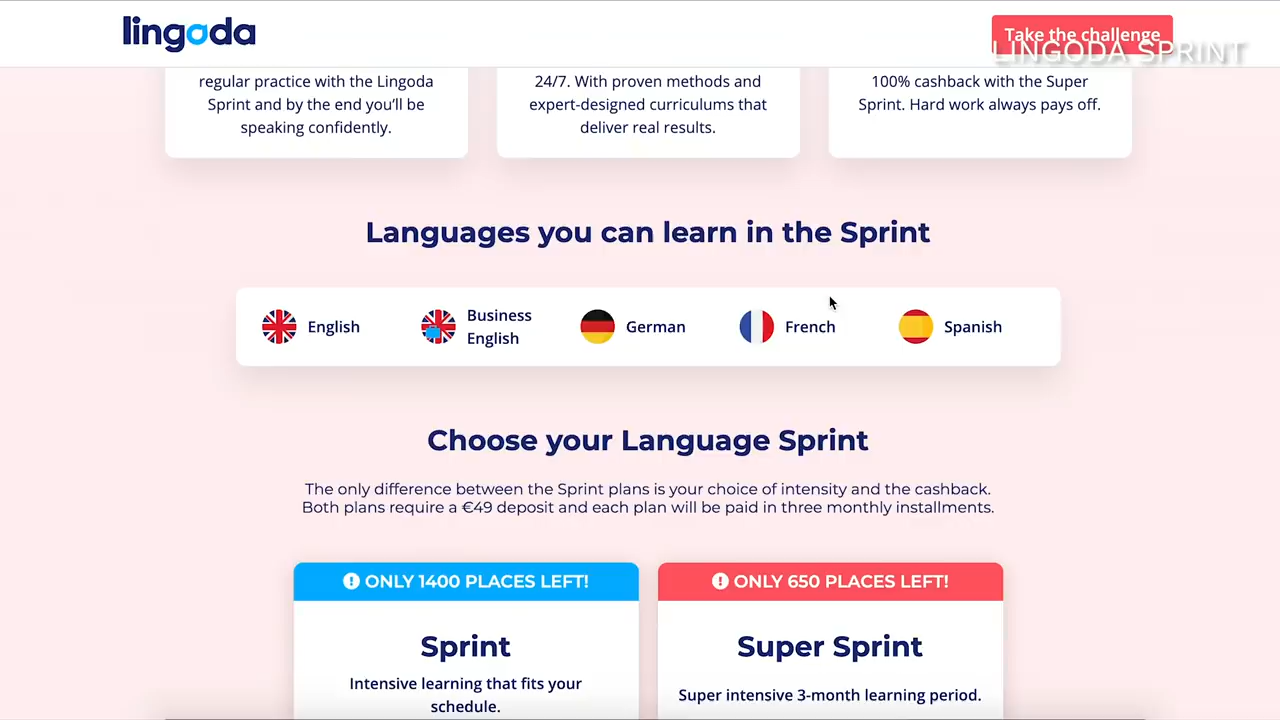 lingoda
Take the challenge
LINGODA SPRINT
regular practice with the Lingoda
Sprint and by the end you’ll be
speaking confidently.
24/7. With proven methods and
expert-designed curriculums that
deliver real results.
100% cashback with the Super
Sprint. Hard work always pays off.
Languages you can learn in the Sprint
English
Business
English
German
French
Spanish
Choose your Language Sprint
The only difference between the Sprint plans is your choice of intensity and the cashback.
Both plans require a €49 deposit and each plan will be paid in three monthly installments.
ONLY 1400 PLACES LEFT!
Sprint
Intensive learning that fits your
schedule.
ONLY 650 PLACES LEFT!
Super Sprint
Super intensive 3-month learning period.